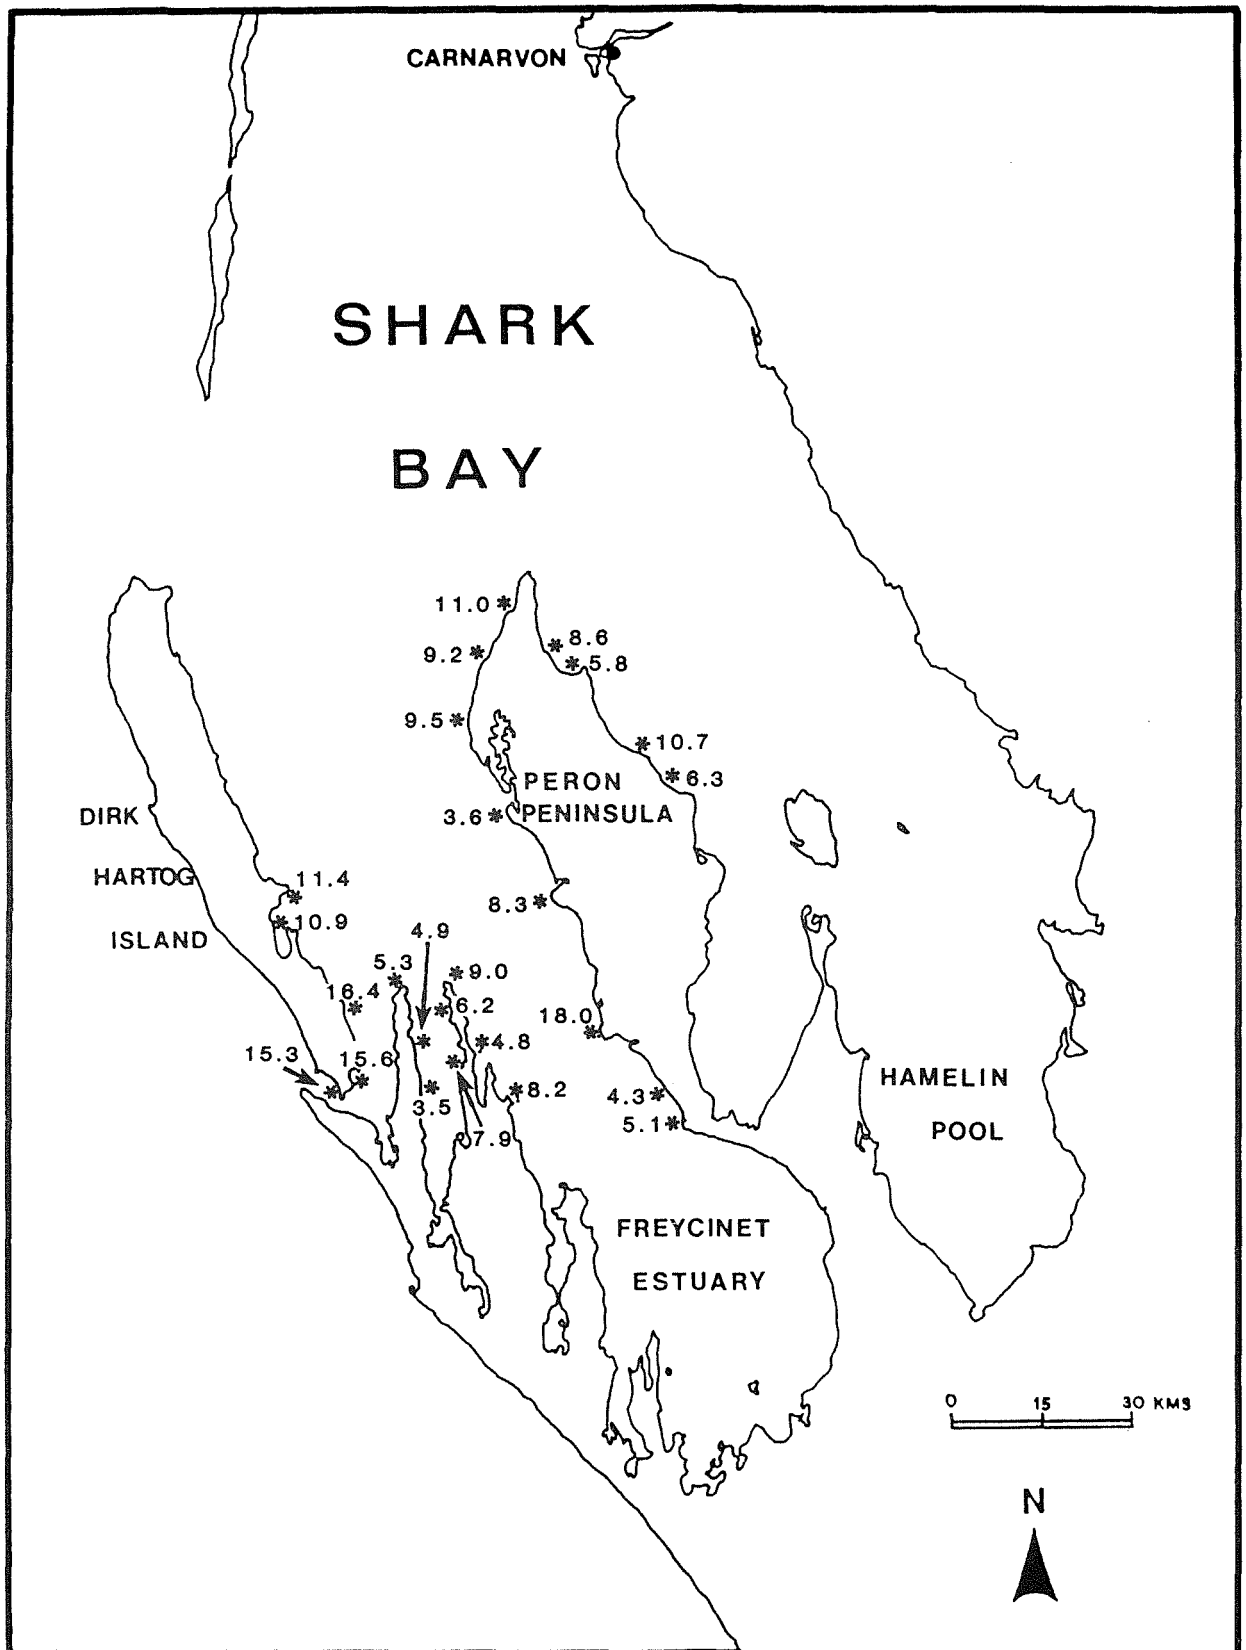 CARNARVON
SHARK
BAY
11.0
8.6
9.2
5.8
9.5
10.7
6.3
PERON
PENINSULA
3.6
DIRK
HARTOG
ISLAND
11.4
10.9
8.3
4.9
5.3
9.0
16.4
6.2
18.0
4.8
15.3
15.6
3.5
8.2
7.9
4.3
5.1
HAMELIN
POOL
FREYCINET
ESTUARY
0 15 30 KMS
N